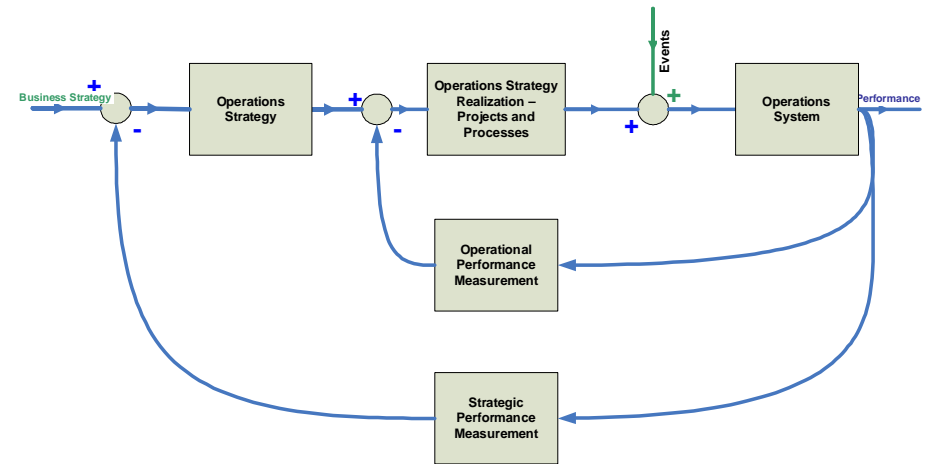 Events
+
Business Strategy
-
Operations
Strategy
+
-
Operations Strategy
Realization –
Projects and
Processes
+
+
Operations
System
Performance
Operational
Performance
Measurement
Strategic
Performance
Measurement